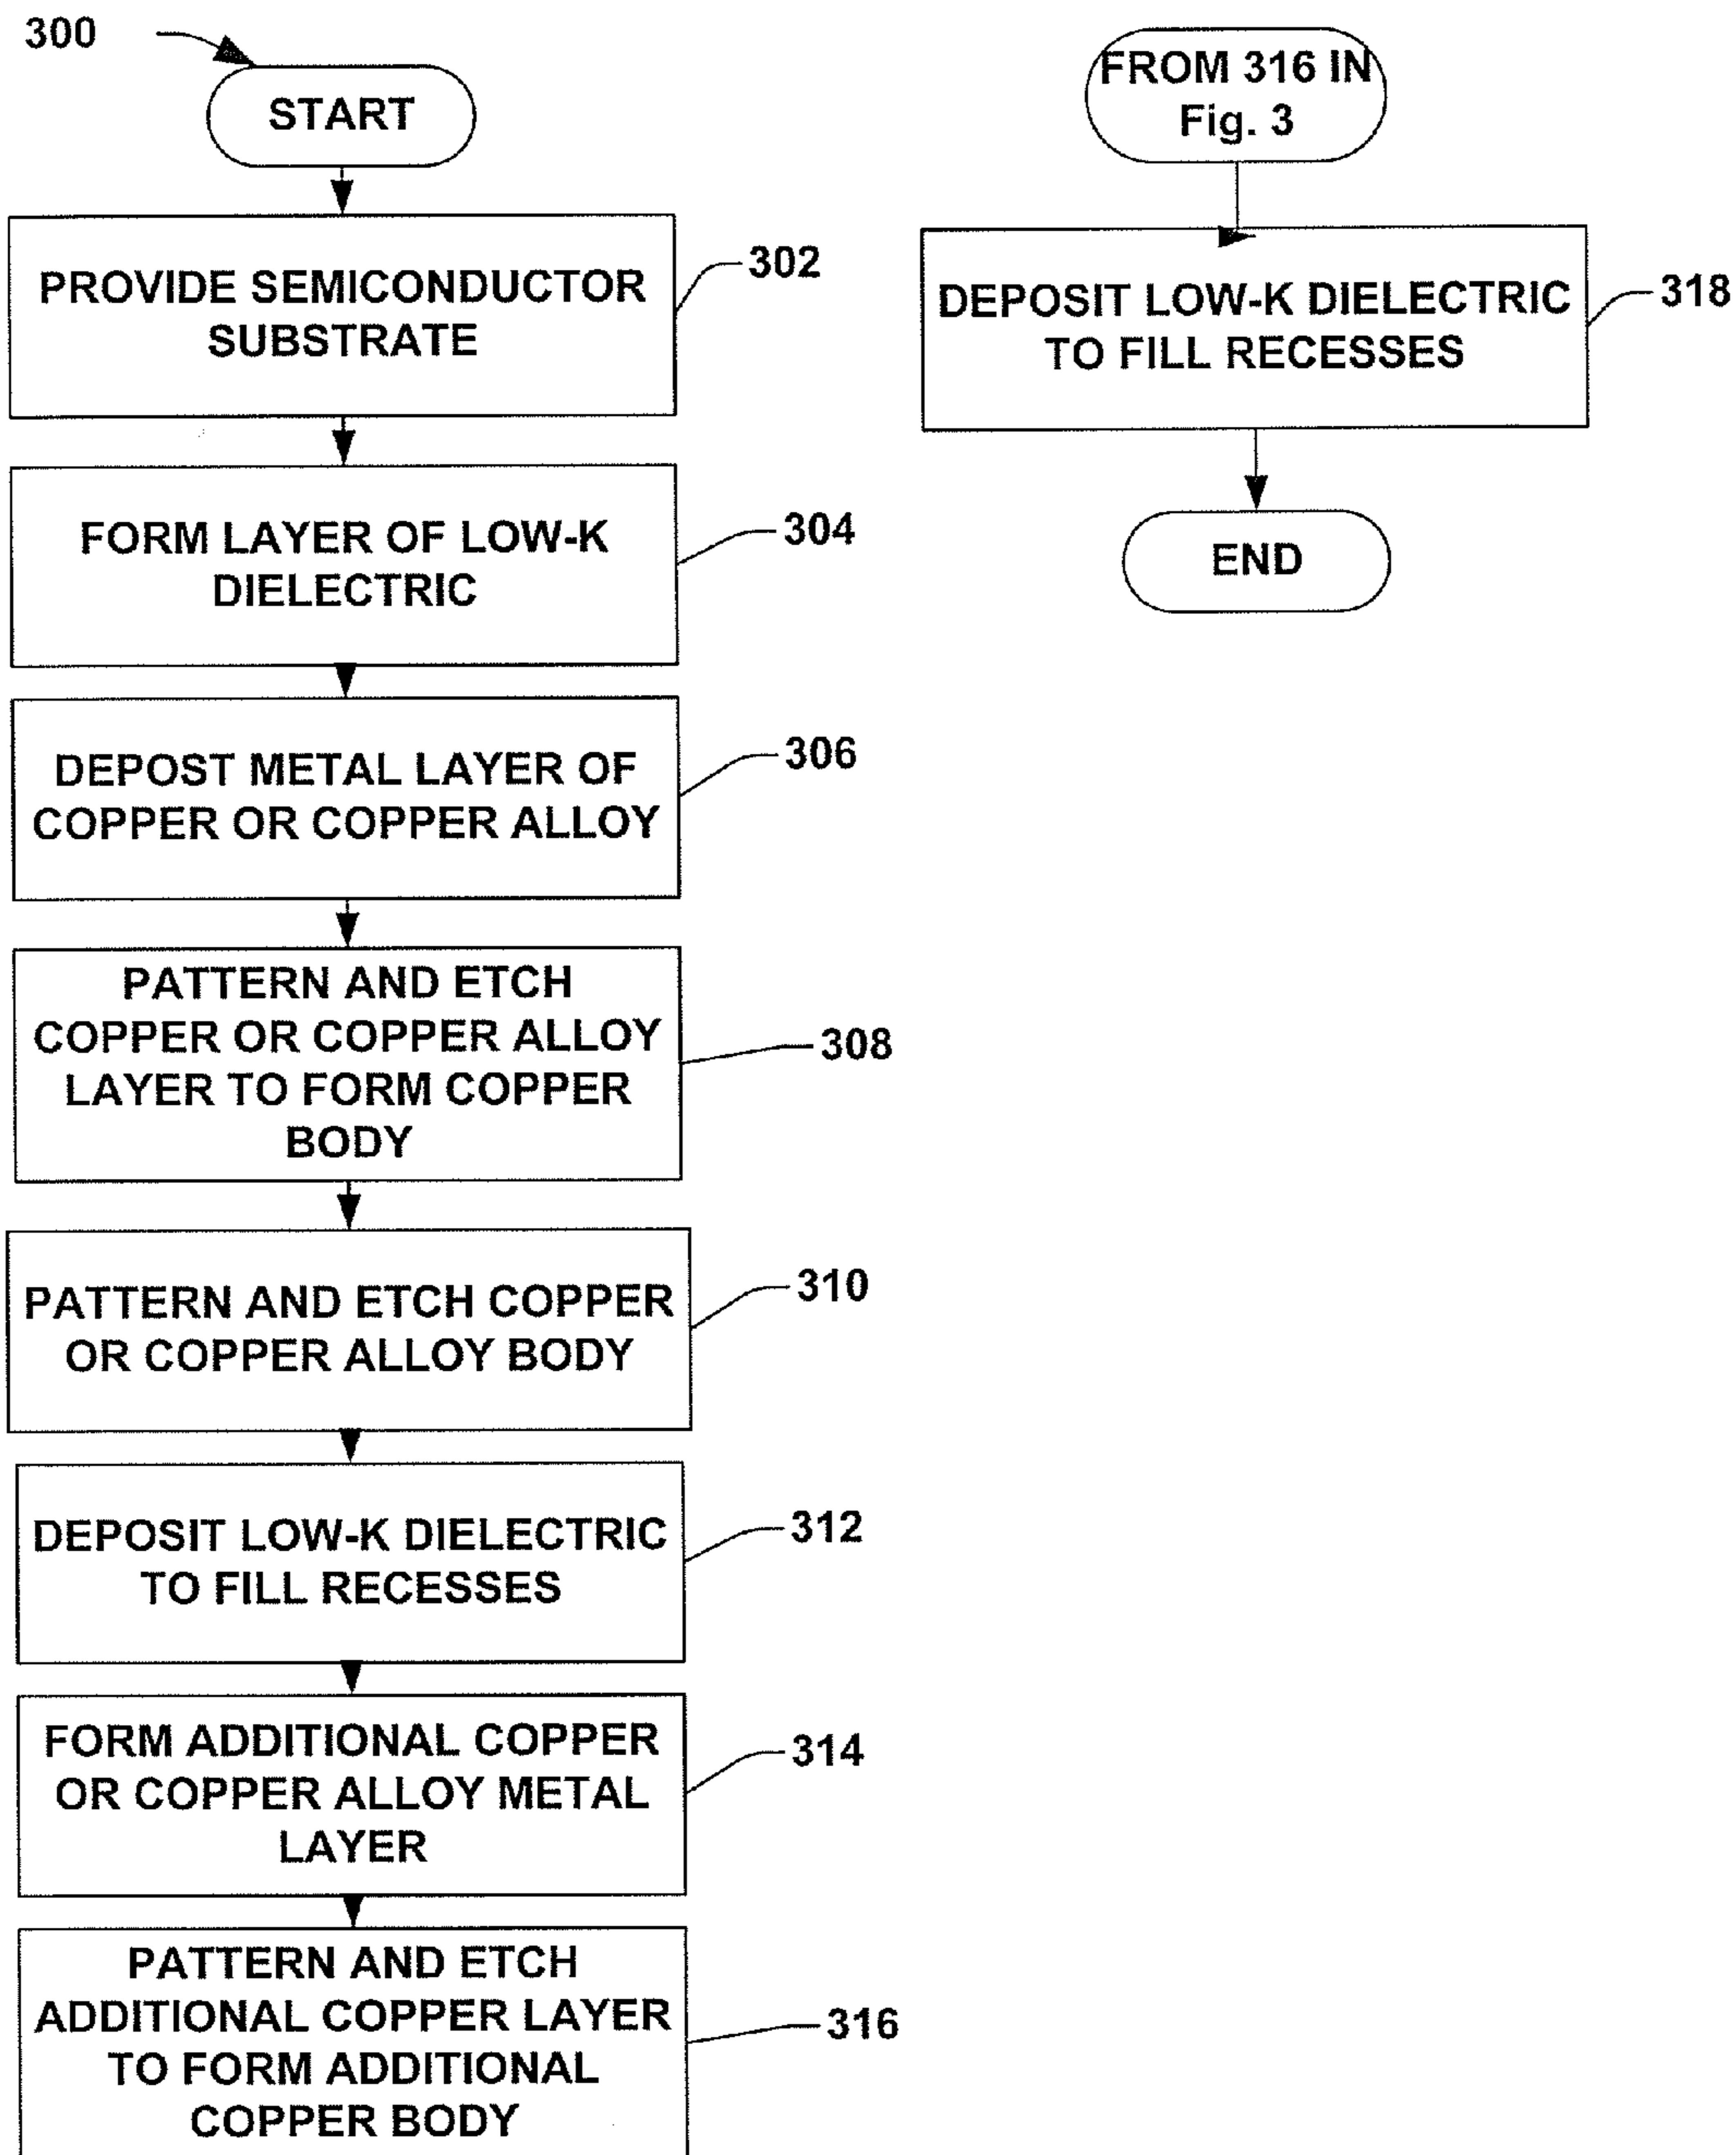 300
START
PROVIDE SEMICONDUCTOR
SUBSTRATE
302
FORM LAYER OF LOW-K
DIELECTRIC
304
DEPOST METAL LAYER OF
COPPER OR COPPER ALLOY
306
PATTERN AND ETCH
COPPER OR COPPER ALLOY
LAYER TO FORM COPPER
BODY
308
PATTERN AND ETCH COPPER
OR COPPER ALLOY BODY
310
DEPOSIT LOW-K DIELECTRIC
TO FILL RECESSES
312
FORM ADDITIONAL COPPER
OR COPPER ALLOY METAL
LAYER
314
PATTERN AND ETCH
ADDITIONAL COPPER LAYER
TO FORM ADDITIONAL
COPPER BODY
316
FROM 316 IN
Fig. 3
DEPOSIT LOW-K DIELECTRIC
TO FILL RECESSES
318
END